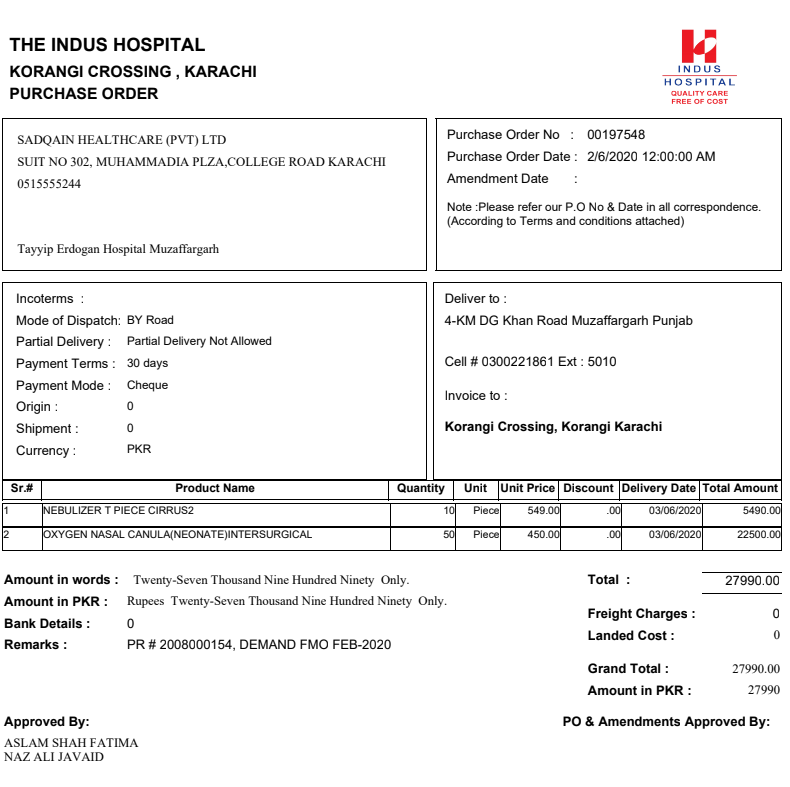 THE INDUS HOSPITAL
KORANGI CROSSING , KARACHI
PURCHASE ORDER
INDUS
HOSPITAL
QUALITY CARE
FREE OF COST
SADQAIN HEALTHCARE (PVT) LTD
SUIT NO 302, MUHAMMADIA PLZA,COLLEGE ROAD KARACHI
0515555244
Tayyip Erdogan Hospital Muzaffargarh
Purchase Order No : 00197548
Purchase Order Date : 2/6/2020 12:00:00 AM
Amendment Date :
Note :Please refer our P.O No & Date in all correspondence.
(According to Terms and conditions attached)
Incoterms :
Mode of Dispatch: BY Road
Partial Delivery : Partial Delivery Not Allowed
Payment Terms : 30 days
Payment Mode : Cheque
Origin : 0
Shipment : 0
Currency : PKR
Deliver to :
4-KM DG Khan Road Muzaffargarh Punjab
Cell # 0300221861 Ext : 5010
Invoice to :
Korangi Crossing, Korangi Karachi
Sr.# Product Name Quantity Unit Unit Price Discount Delivery Date Total Amount
1 NEBULIZER T PIECE CIRRUS2 10 Piece 549.00 .00 03/06/2020 5490.00
2 OXYGEN NASAL CANULA(NEONATE)INTERSURGICAL 50 Piece 450.00 .00 03/06/2020 22500.00
Amount in words : Twenty-Seven Thousand Nine Hundred Ninety Only.
Amount in PKR : Rupees Twenty-Seven Thousand Nine Hundred Ninety Only.
Bank Details : 0
Remarks : PR # 2008000154, DEMAND FMO FEB-2020
Total : 27990.00
Freight Charges : 0
Landed Cost : 0
Grand Total : 27990.00
Amount in PKR : 27990
Approved By:
ASLAM SHAH FATIMA
NAZ ALI JAVAID
PO & Amendments Approved By: